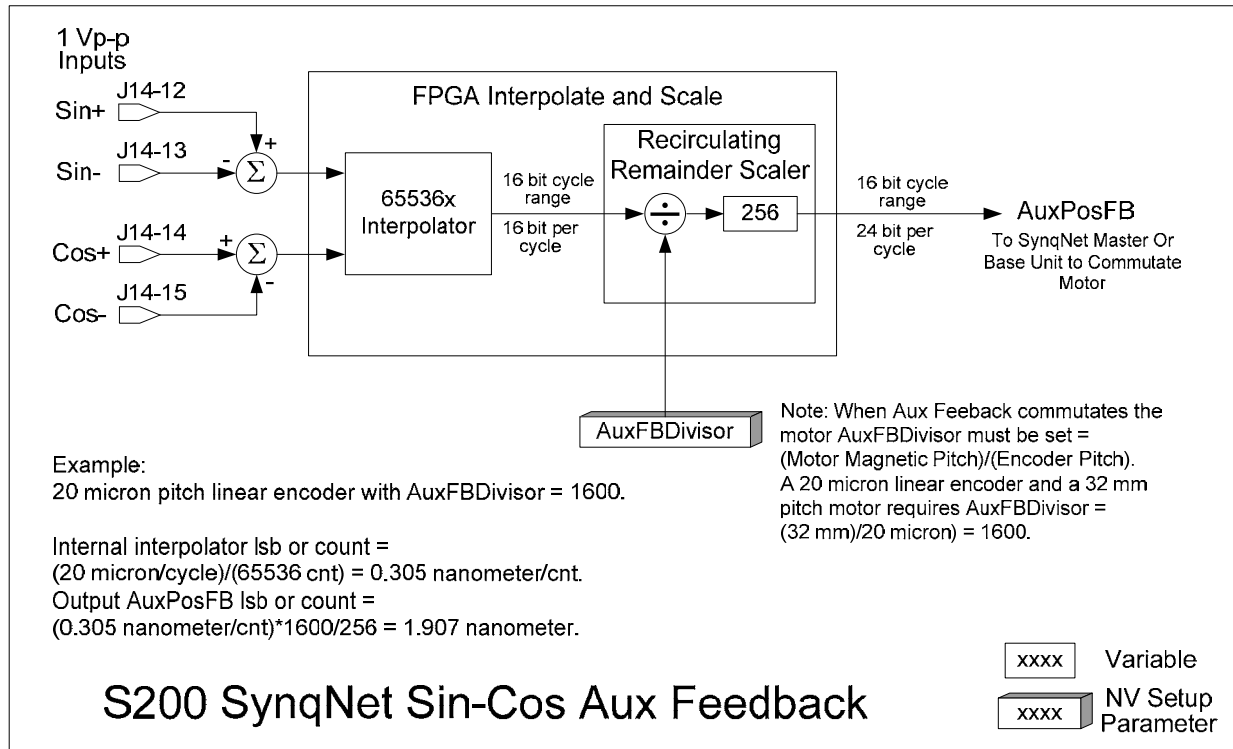 1 Vp-p
Inputs
J14-12
Sin+
J14-13
Sin-
J14-14
Cos+
J14-15
Cos-
+
-
Σ
+
Σ
-
FPGA Interpolate and Scale
65536x
Interpolator
16 bit cycle
range
16 bit per
cycle
Recirculating
Remainder Scaler
÷
256
16 bit cycle
range
24 bit per
cycle
AuxPosFB
To SynqNet Master Or
Base Unit to Commutate
Motor
AuxFBDivisor
Note: When Aux Feeback commutates the
motor AuxFBDivisor must be set =
(Motor Magnetic Pitch)/(Encoder Pitch).
A 20 micron linear encoder and a 32 mm
pitch motor requires AuxFBDivisor =
(32 mm)/20 micron) = 1600.
Example:
20 micron pitch linear encoder with AuxFBDivisor = 1600.
Internal interpolator lsb or count =
(20 micron/cycle)/(65536 cnt) = 0.305 nanometer/cnt.
Output AuxPosFB lsb or count =
(0.305 nanometer/cnt)*1600/256 = 1.907 nanometer.
S200 SynqNet Sin-Cos Aux Feedback
xxxx
Variable
xxxx
NV Setup
Parameter